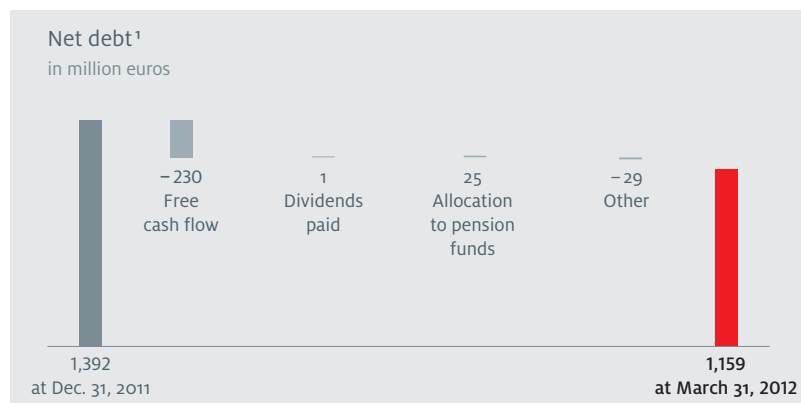 Net debt¹
in million euros
– 230
Free
cash flow
1
Dividends
paid
25
Allocation
to pension
funds
– 29
Other
1,392
at Dec. 31, 2011
1,159
at March 31, 2012